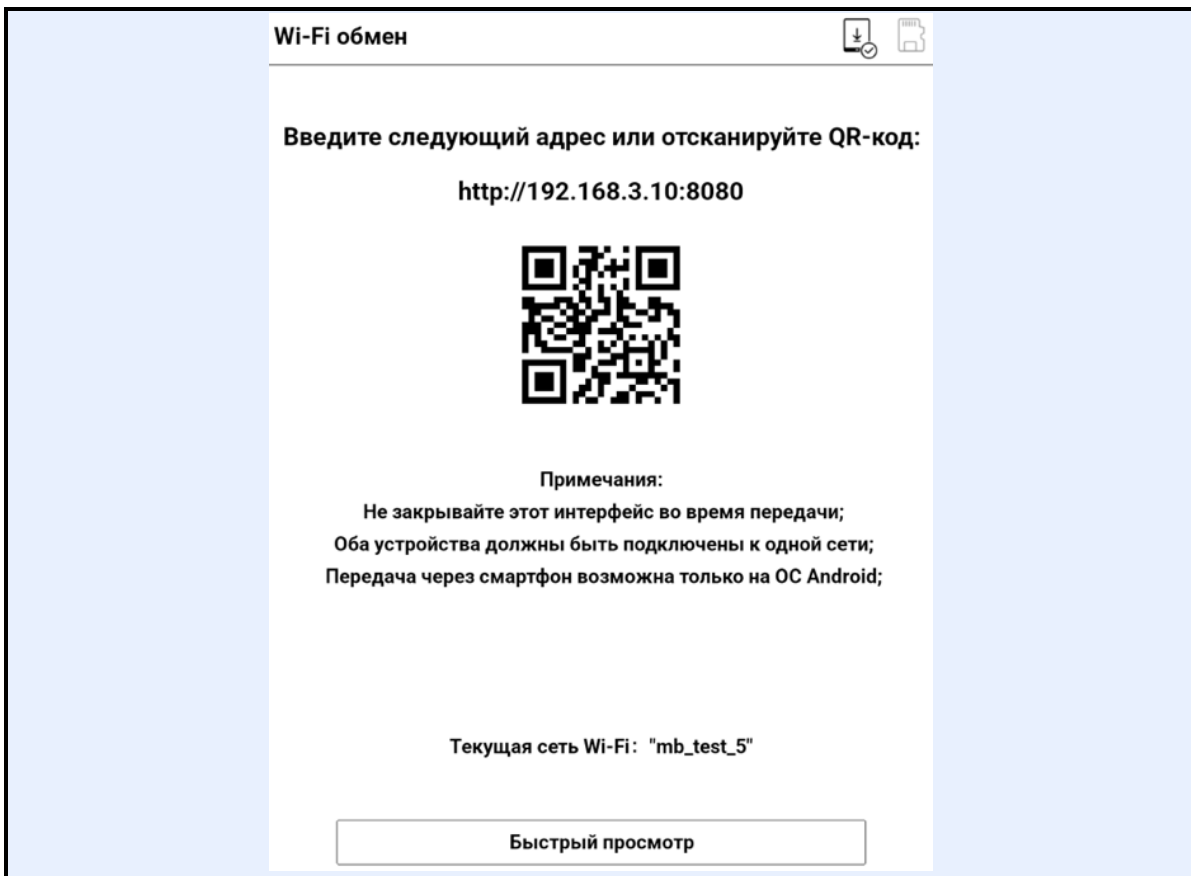 Wi-Fi обмен
Введите следующий адрес или отсканируйте QR-код:
http://192.168.3.10:8080
Примечания:
Не закрывайте этот интерфейс во время передачи;
Оба устройства должны быть подключены к одной сети;
Передача через смартфон возможна только на ОС Android;
Текущая сеть Wi-Fi: "mb_test_5"
Быстрый просмотр